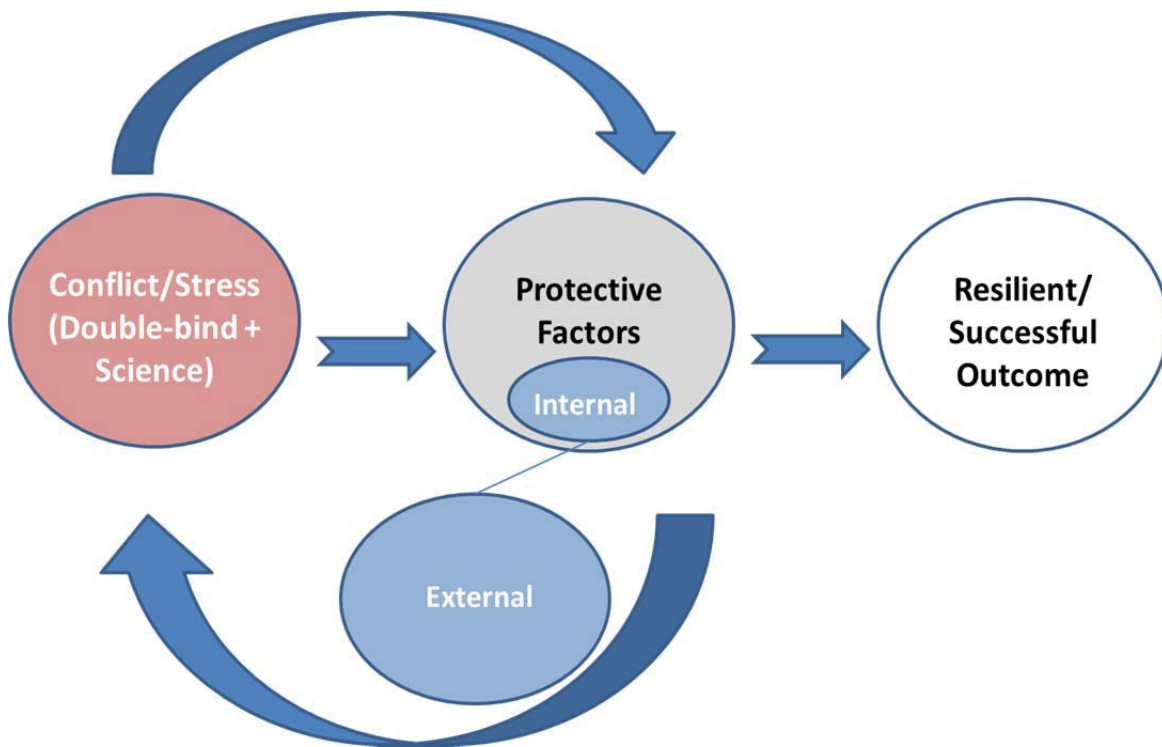 Conflict/Stress
(Double-bind +
Science)
Protective
Factors
Internal
External
Resilient/
Successful
Outcome